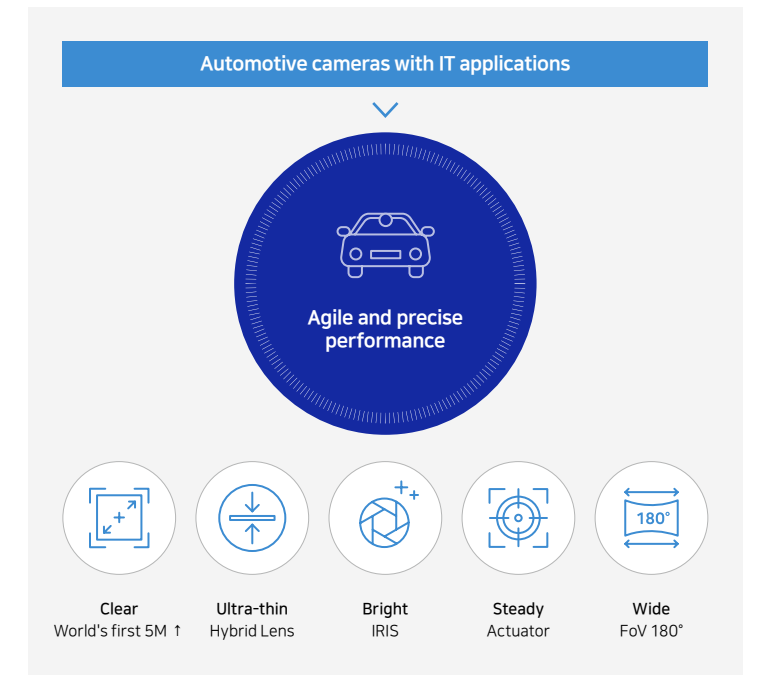 Automotive cameras with IT applications
Agile and precise
performance
180°
Clear
World's first 5M ↑
Ultra-thin
Hybrid Lens
Bright
IRIS
Steady
Actuator
Wide
FoV 180°